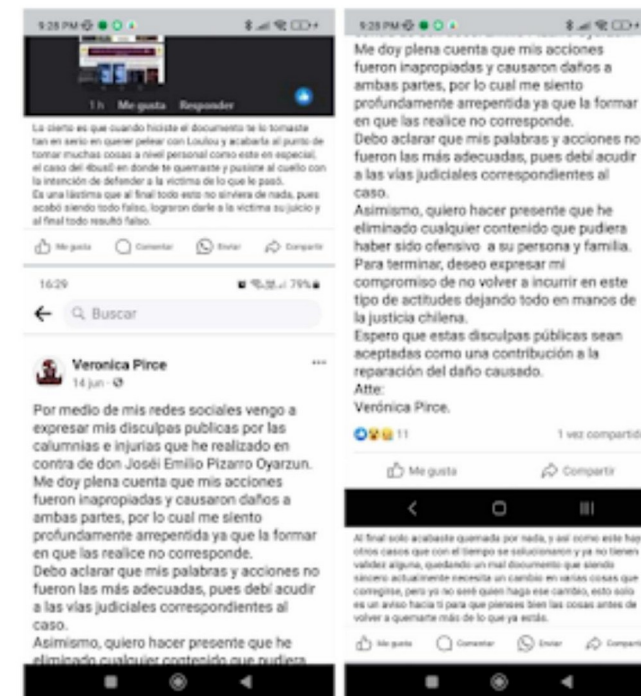 9:28 PM
1 h Me gusta Responder
Lo cierto es que cuando hiciste el documento te lo tomaste
tan en serio en querer pelear con Loulou y acabarla al punto de
tomar muchas cosas a nivel personal como este en especial,
el caso del 4busO en donde te quemaste y pusiste al cuello con
la intención de defender a la victima de lo que le pasó.
Es una lástima que al final todo esto no sirviera de nada, pues
acabó siendo todo falso, lograron darle a la victima su juicio y
al final todo resultó falso.
Me gusta Comentar Enviar Compartir
16:29 79%
Buscar
Veronica Pirce
14 jun
Por medio de mis redes sociales vengo a
expresar mis disculpas publicas por las
calumnias e injurias que he realizado en
contra de don Joséi Emilio Pizarro Oyarzun.
Me doy plena cuenta que mis acciones
fueron inapropiadas y causaron daños a
ambas partes, por lo cual me siento
profundamente arrepentida ya que la formar
en que las realice no corresponde.
Debo aclarar que mis palabras y acciones no
fueron las más adecuadas, pues debí acudir
a las vías judiciales correspondientes al
caso.
Asimismo, quiero hacer presente que he
eliminado cualquier contenido que pudiera
9:28 PM
Me doy plena cuenta que mis acciones
fueron inapropiadas y causaron daños a
ambas partes, por lo cual me siento
profundamente arrepentida ya que la formar
en que las realice no corresponde.
Debo aclarar que mis palabras y acciones no
fueron las más adecuadas, pues debí acudir
a las vías judiciales correspondientes al
caso.
Asimismo, quiero hacer presente que he
eliminado cualquier contenido que pudiera
haber sido ofensivo a su persona y familia.
Para terminar, deseo expresar mi
compromiso de no volver a incurrir en este
tipo de actitudes dejando todo en manos de
la justicia chilena.
Espero que estas disculpas públicas sean
aceptadas como una contribución a la
reparación del daño causado.
Atte:
Verónica Pirce.
11 1 vez compartid
Me gusta Compartir
Al final solo acabaste quemada por nada, y así como este hay
otros casos que con el tiempo se solucionaron y ya no tienen
validez alguna, quedando un mal documento que siendo
sincero actualmente necesita un cambio en varias cosas que
corregirse, pero yo no seré quien haga ese cambio, esto solo
es un aviso hacia ti para que pienses bien las cosas antes de
volver a quemarte más de lo que ya estás.
Me gusta Comentar Enviar Comparti